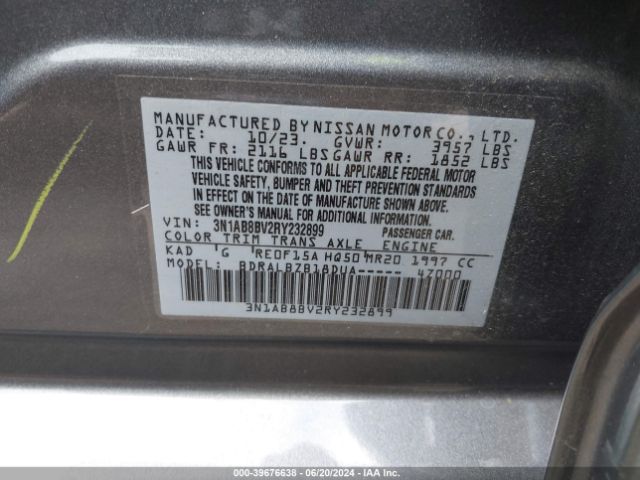 MANUFACTURED BY NISSAN MOTOR CO., LTD.
DATE: 10/23. GVWR: 3957 LBS
GAWR FR: 2116 LBS GAWR RR: 1852 LBS
THIS VEHICLE CONFORMS TO ALL APPLICABLE FEDERAL MOTOR
VEHICLE SAFETY, BUMPER AND THEFT PREVENTION STANDARDS
IN EFFECT ON THE DATE OF MANUFACTURE SHOWN ABOVE.
SEE OWNER'S MANUAL FOR ADDITIONAL INFORMATION.
VIN: 3N1AB8BV2RY232899 PASSENGER CAR.
COLOR TRIM TRANS AXLE ENGINE
KAD 'G 'RE0F15A HQ50'MR20 1997 CC
MODEL: BDRALBZB18DUA----- 47000
3N1AB8BV2RY232899
000-39676638 - 06/20/2024 - IAA Inc.